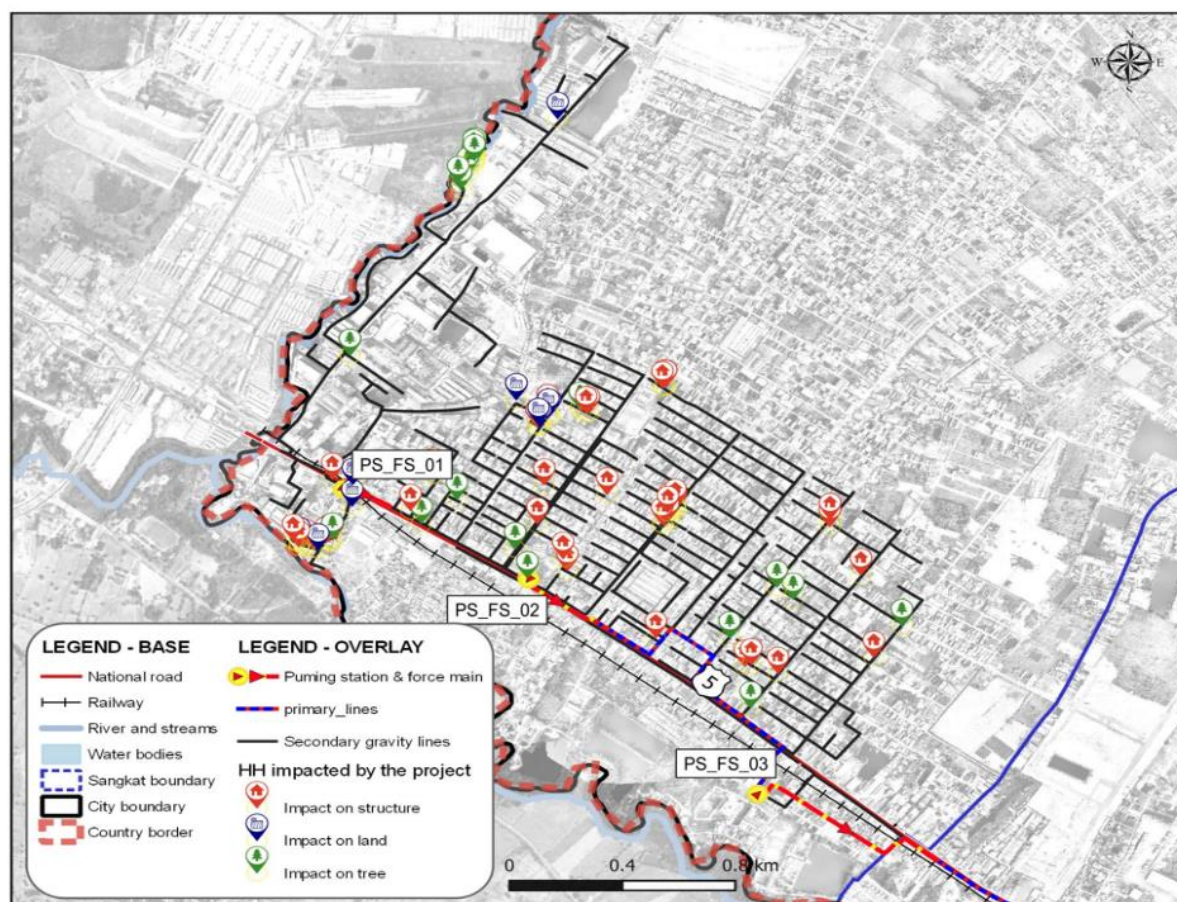 N
W E
S
PS_FS_01
PS_FS_02
5
PS_FS_03
LEGEND - BASE
National road
Railway
River and streams
Water bodies
Sangkat boundary
City boundary
Country border
LEGEND - OVERLAY
Puming station & force main
primary_lines
Secondary gravity lines
HH impacted by the project
Impact on structure
Impact on land
Impact on tree
0 0.4 0.8 km